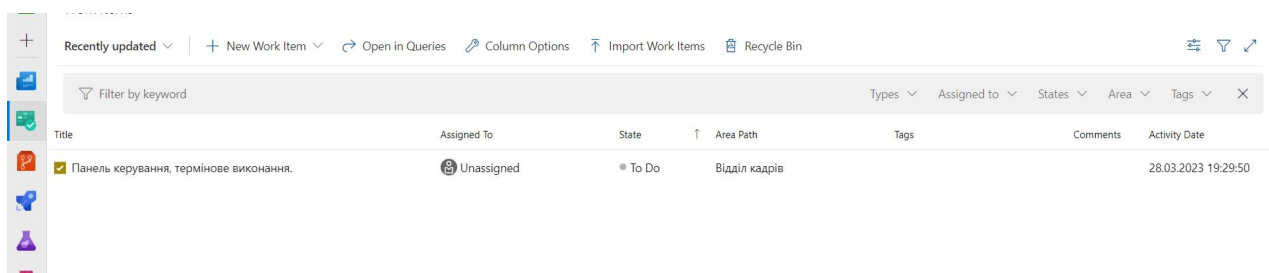 Recently updated New Work Item Open in Queries Column Options Import Work Items Recycle Bin
Filter by keyword Types Assigned to States Area Tags
Title Assigned To State ↑ Area Path Tags Comments Activity Date
Панель керування, термінове виконання. Unassigned To Do Відділ кадрів 28.03.2023 19:29:50